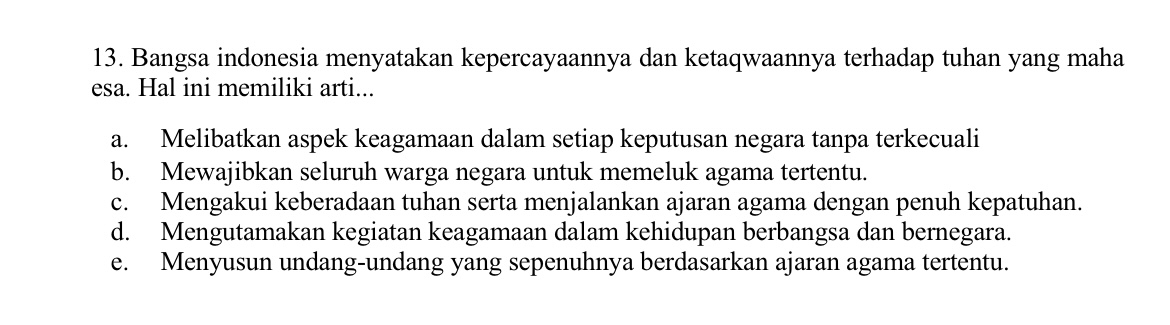 13. Bangsa indonesia menyatakan kepercayaannya dan ketaqwaannya terhadap tuhan yang maha
esa. Hal ini memiliki arti...
a. Melibatkan aspek keagamaan dalam setiap keputusan negara tanpa terkecuali
b. Mewajibkan seluruh warga negara untuk memeluk agama tertentu.
c. Mengakui keberadaan tuhan serta menjalankan ajaran agama dengan penuh kepatuhan.
d. Mengutamakan kegiatan keagamaan dalam kehidupan berbangsa dan bernegara.
e. Menyusun undang-undang yang sepenuhnya berdasarkan ajaran agama tertentu.